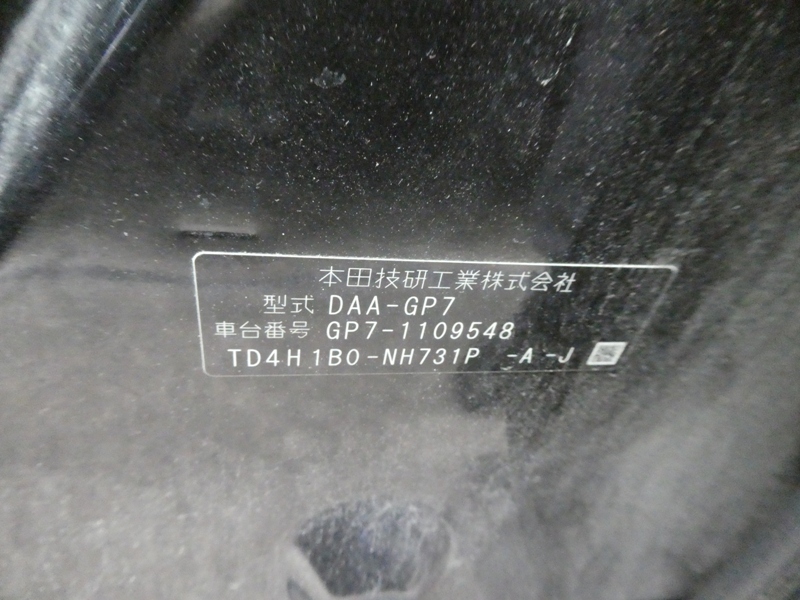 本田技研工業株式会社
型式 DAA-GP7
車台番号 GP7-1109548
TD4H1B0-NH731P -A-J